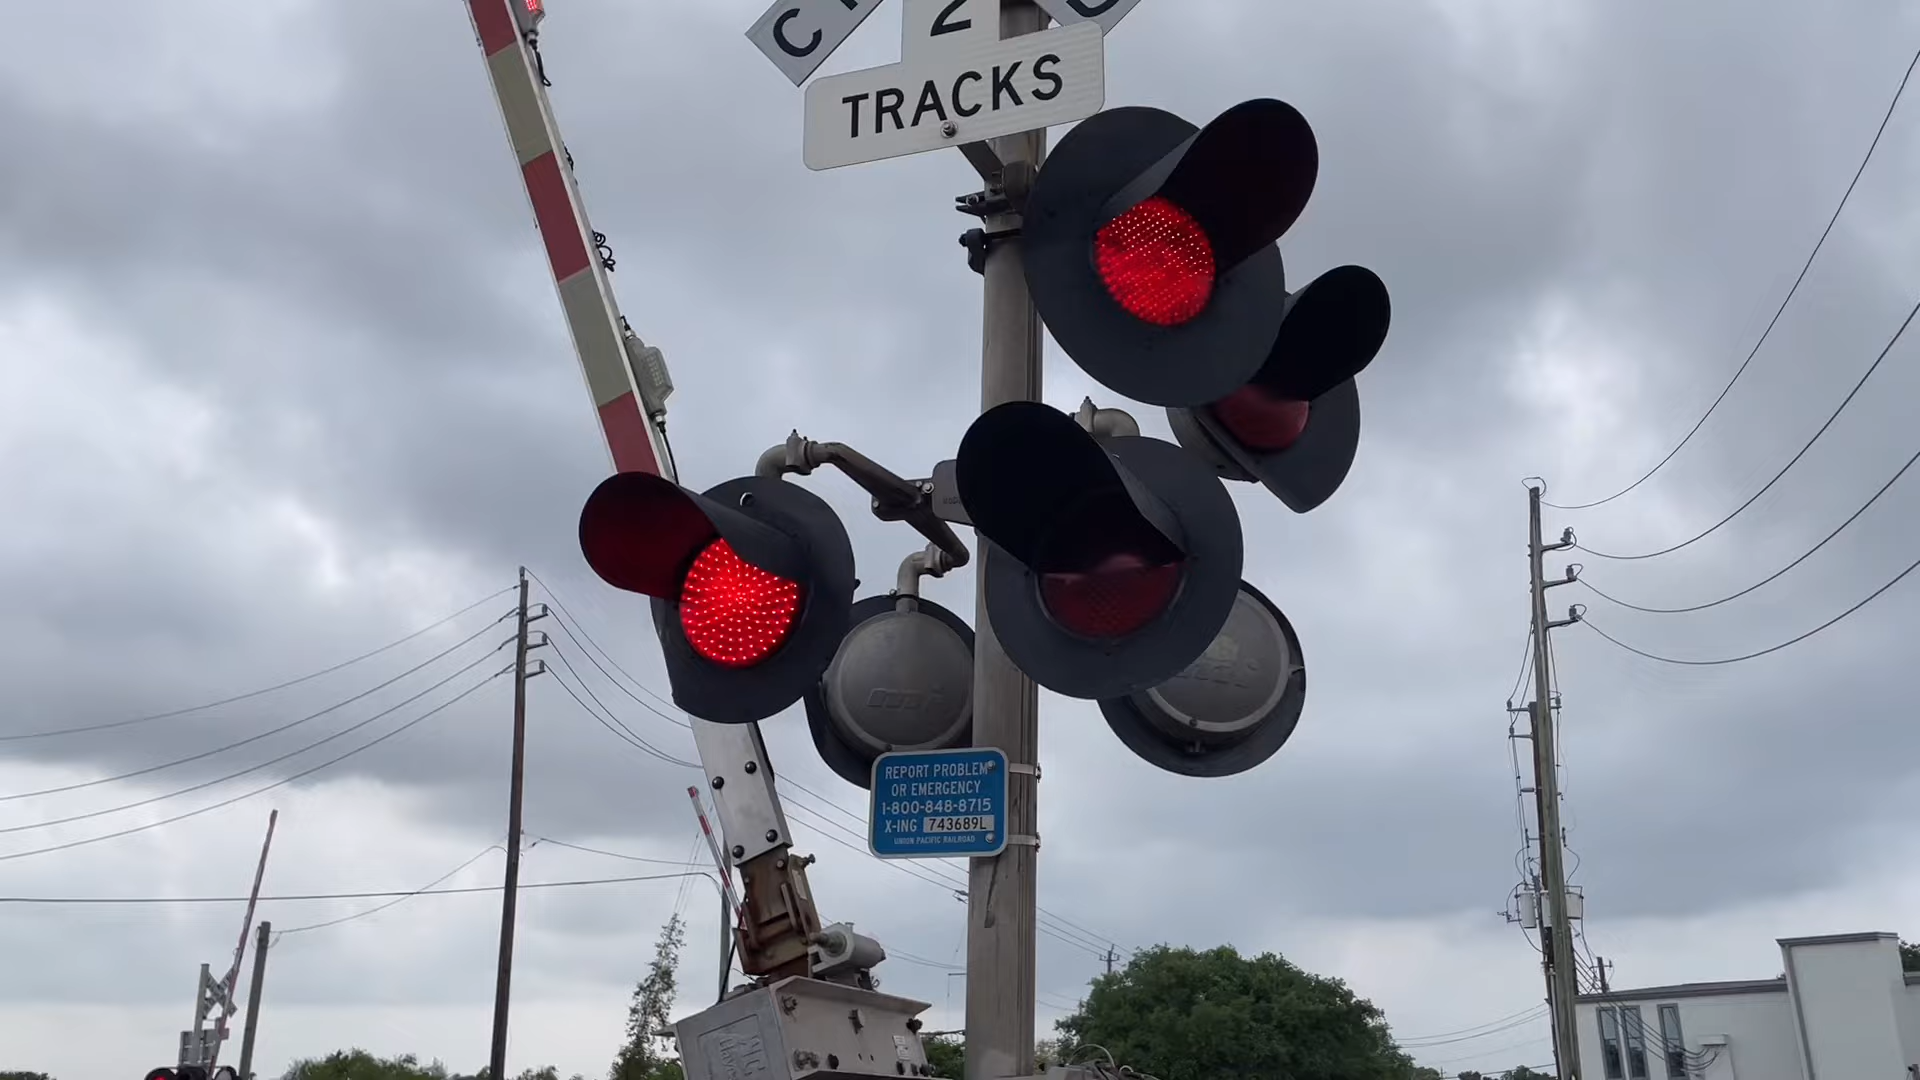 2
TRACKS
REPORT PROBLEM
OR EMERGENCY
1-800-848-8715
X-ING 743689L
UNION PACIFIC RAILROAD